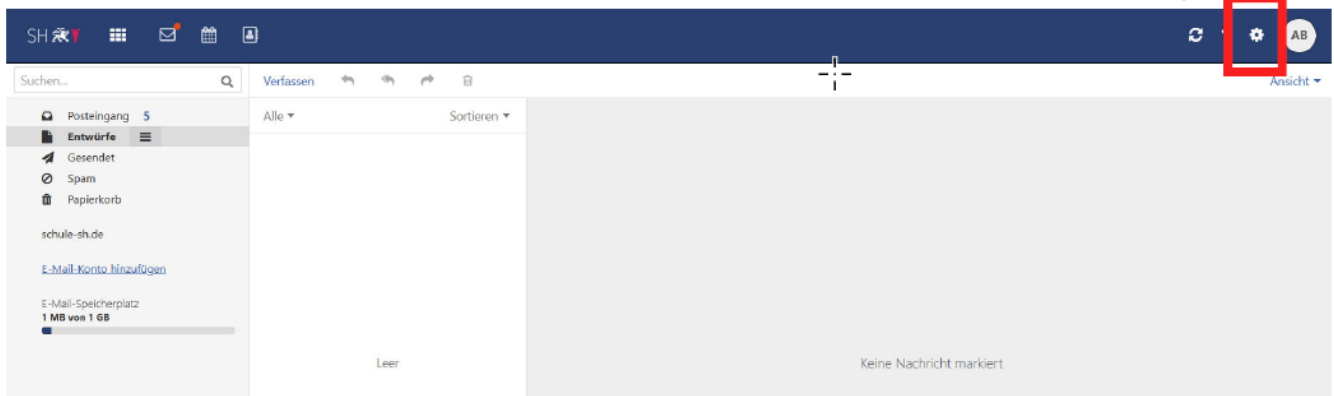 SH
AB
Suchen...
Verfassen
Ansicht
Posteingang 5
Entwürfe
Gesendet
Spam
Papierkorb
schule-sh.de
E-Mail-Konto hinzufügen
E-Mail-Speicherplatz
1 MB von 1 GB
Alle
Sortieren
Leer
Keine Nachricht markiert